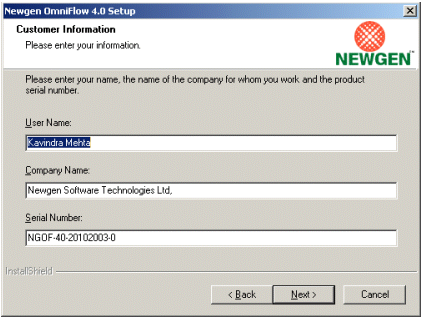 Newgen OmniFlow 4.0 Setup
Customer Information
Please enter your information.
NEWGEN™
Please enter your name, the name of the company for whom you work and the product
serial number.
User Name:
Kavindra Mehta
Company Name:
Newgen Software Technologies Ltd,
Serial Number:
NGOF-40-20102003-0
InstallShield
< Back
Next >
Cancel